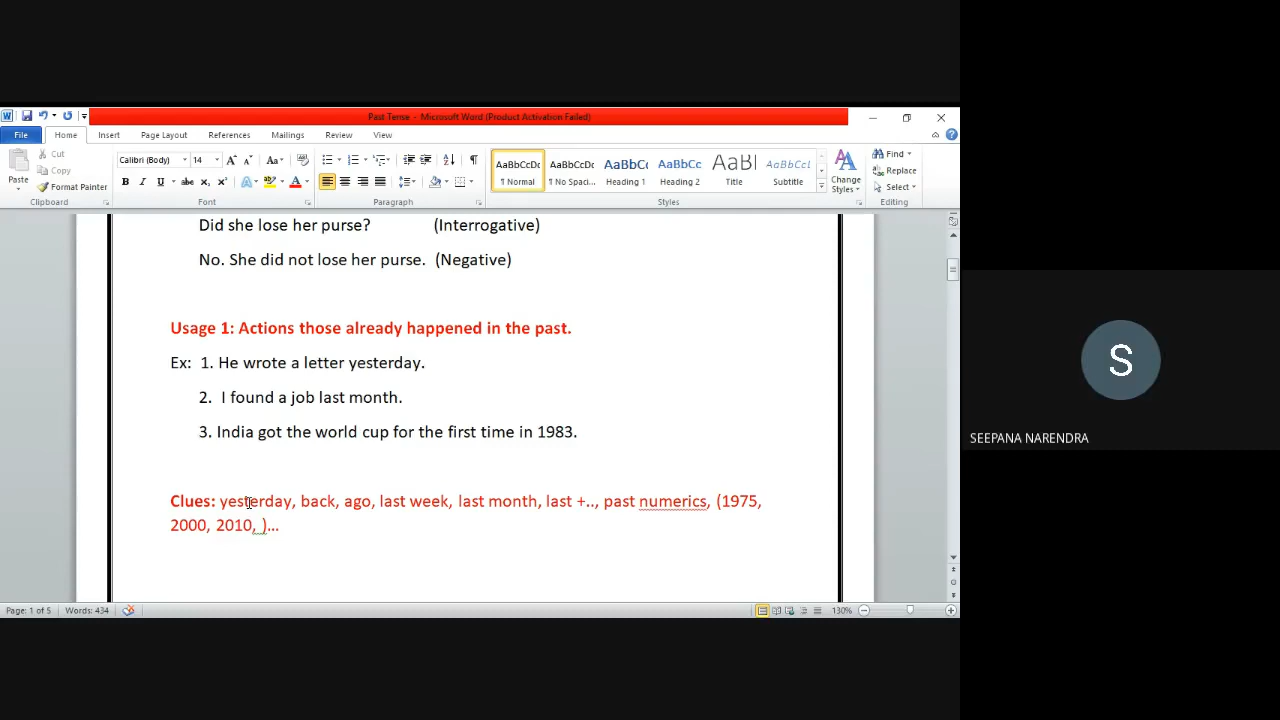 Past Tense - Microsoft Word (Product Activation Failed)
File Home Insert Page Layout References Mailings Review View
Cut
Copy
Format Painter
Paste
Calibri (Body) 14
AaBbCcDc AaBbCcDc AaBbCc AaBbCc AaBl AaBbCcl
¶ Normal ¶ No Spaci... Heading 1 Heading 2 Title Subtitle
Change Styles
Find
Replace
Select
Clipboard Font Paragraph Styles Editing
Did she lose her purse? (Interrogative)
No. She did not lose her purse. (Negative)
Usage 1: Actions those already happened in the past.
Ex: 1. He wrote a letter yesterday.
2. I found a job last month.
3. India got the world cup for the first time in 1983.
Clues: yesterday, back, ago, last week, last month, last +.., past numerics, (1975,
2000, 2010, )...
Page: 1 of 5 Words: 434 130%
S
SEEPANA NARENDRA